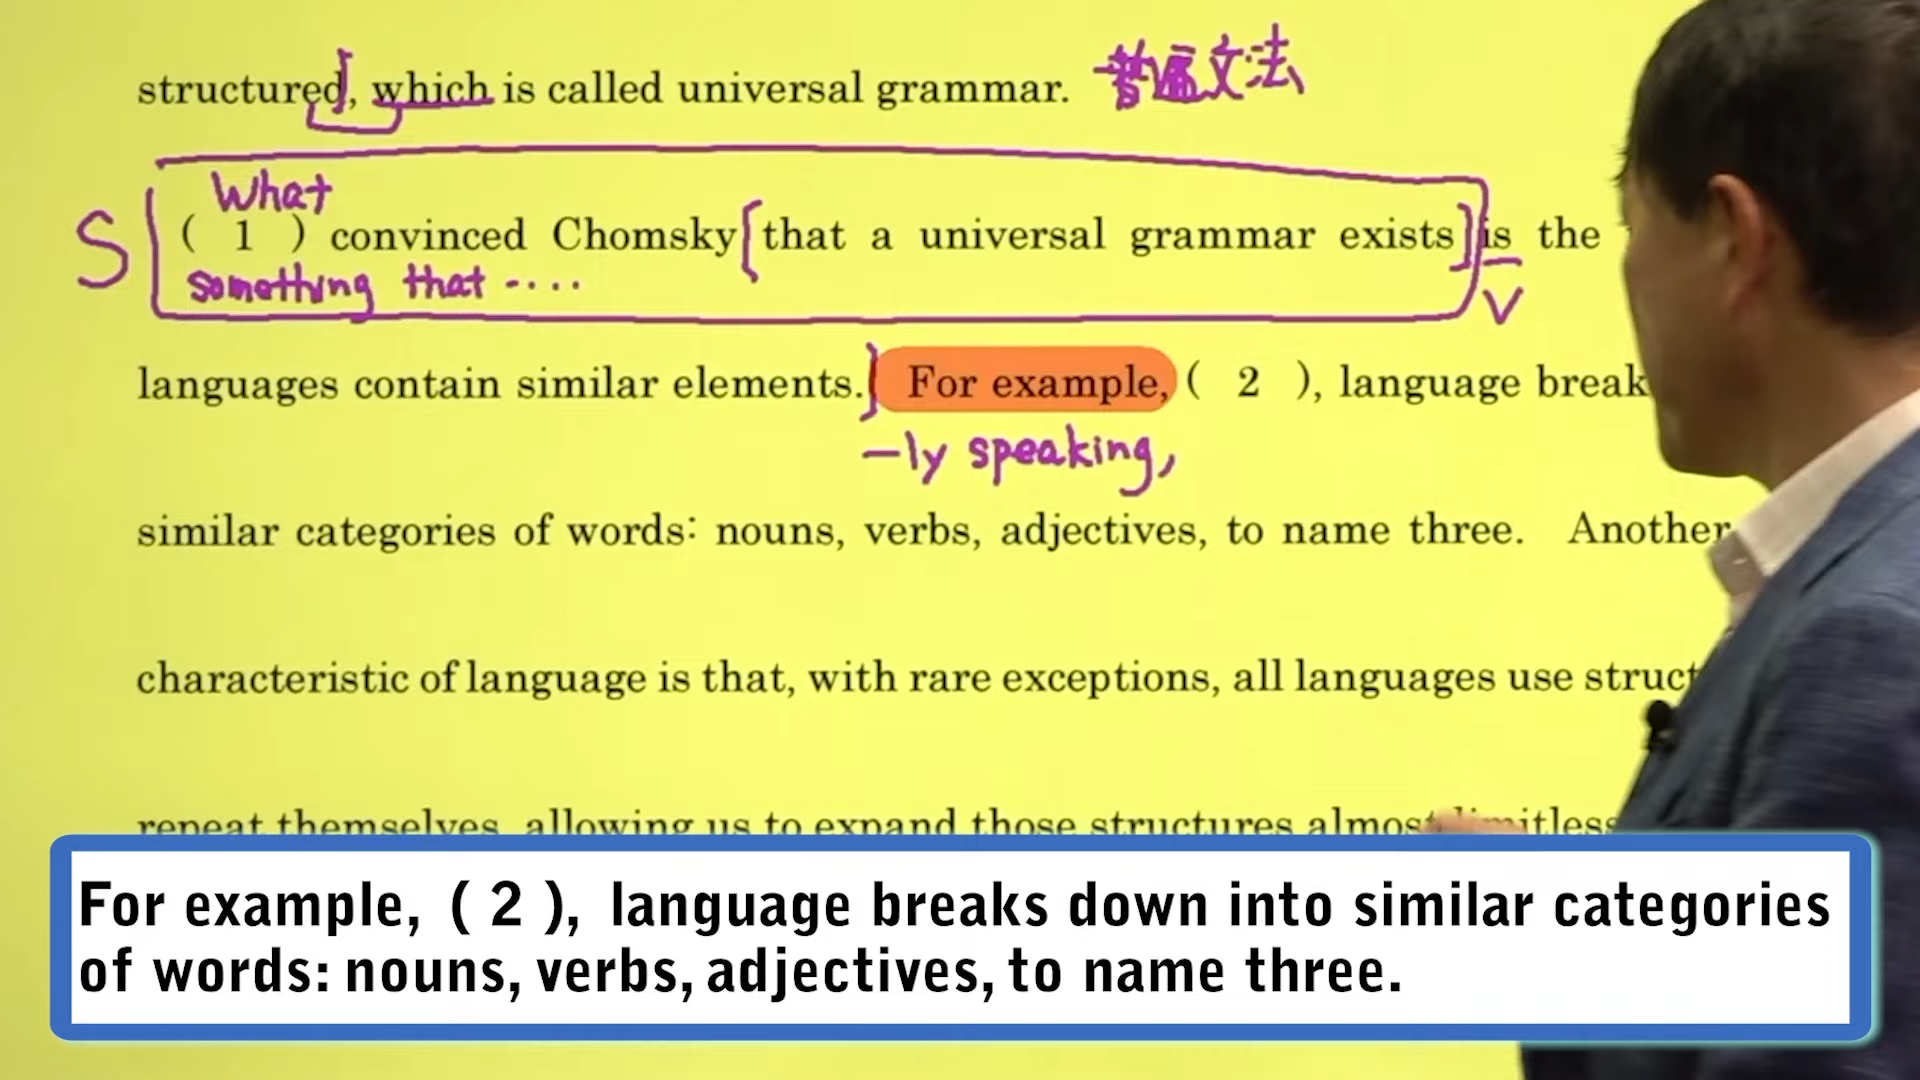 structured], which is called universal grammar. 普遍文法
What
S ( 1 ) convinced Chomsky [that a universal grammar exists] is the
something that ····
V
languages contain similar elements.] For example, ( 2 ), language break
–ly speaking,
similar categories of words: nouns, verbs, adjectives, to name three. Another
characteristic of language is that, with rare exceptions, all languages use struct
repeat themselves, allowing us to expand those structures almost limitless
For example, ( 2 ), language breaks down into similar categories
of words: nouns, verbs, adjectives, to name three.